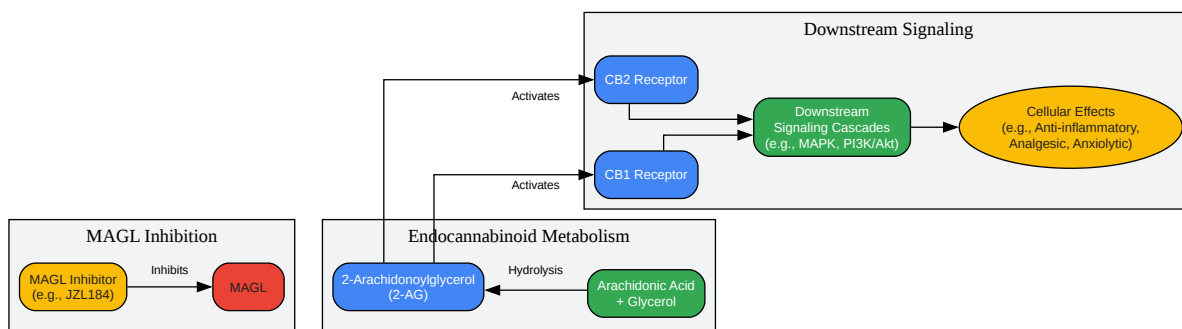 Downstream Signaling
CB2 Receptor
Activates
Downstream
Signaling Cascades
(e.g., MAPK, PI3K/Akt)
Cellular Effects
(e.g., Anti-inflammatory,
Analgesic, Anxiolytic)
CB1 Receptor
Activates
MAGL Inhibition
MAGL Inhibitor
(e.g., JZL184)
Inhibits
MAGL
Endocannabinoid Metabolism
2-Arachidonoylglycerol
(2-AG)
Hydrolysis
Arachidonic Acid
+ Glycerol